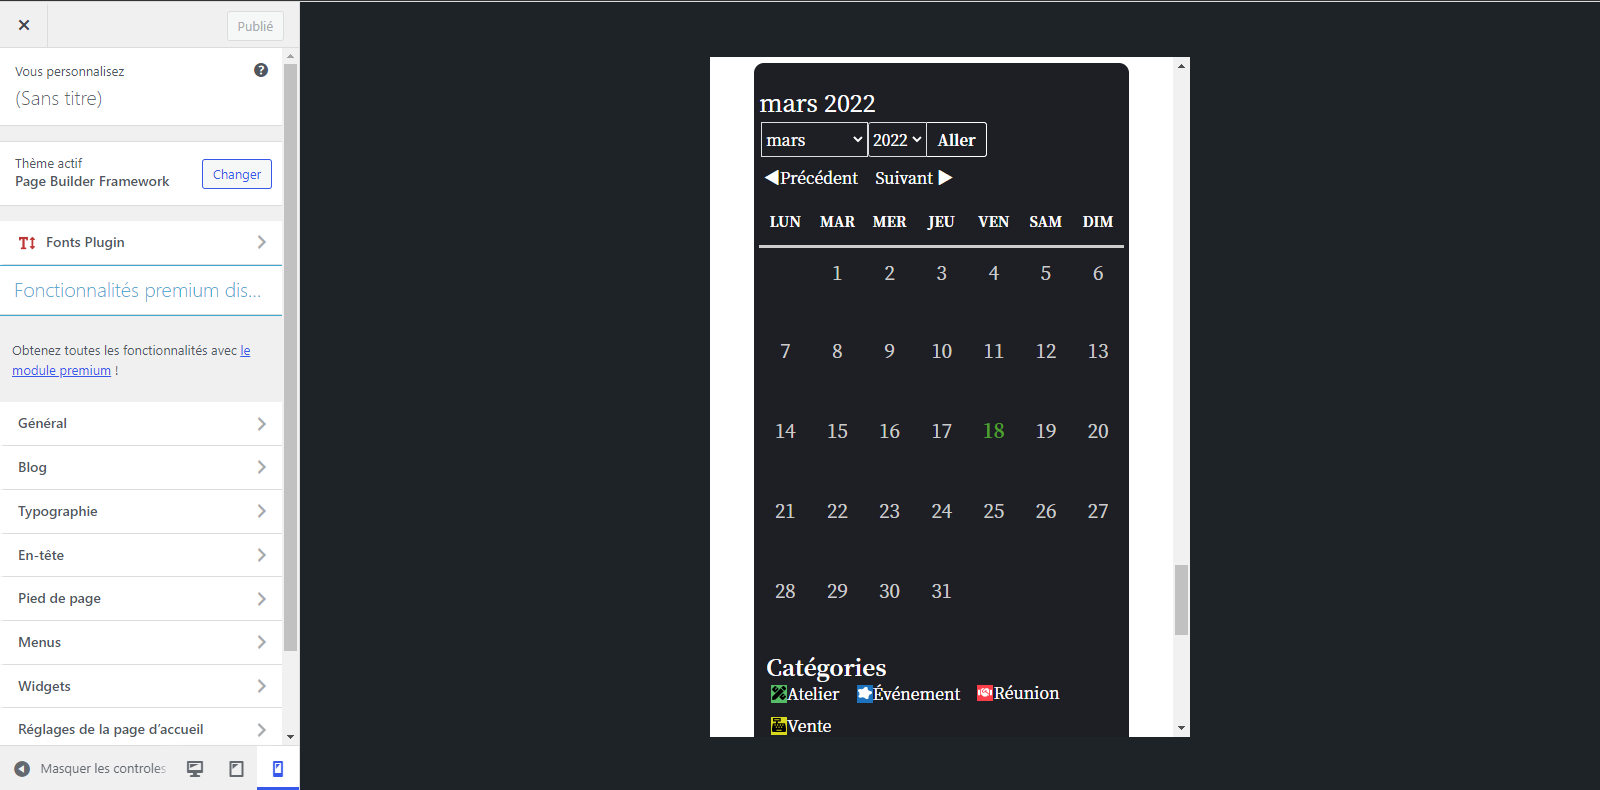 Publié
Vous personnalisez
(Sans titre)
Thème actif
Page Builder Framework
Changer
Fonts Plugin
Fonctionnalités premium dis...
Obtenez toutes les fonctionnalités avec le
module premium !
Général
Blog
Typographie
En-tête
Pied de page
Menus
Widgets
Réglages de la page d’accueil
Masquer les controles
mars 2022
mars 2022 Aller
◀Précédent Suivant ▶
LUN MAR MER JEU VEN SAM DIM
1 2 3 4 5 6
7 8 9 10 11 12 13
14 15 16 17 18 19 20
21 22 23 24 25 26 27
28 29 30 31
Catégories
Atelier Événement Réunion
Vente